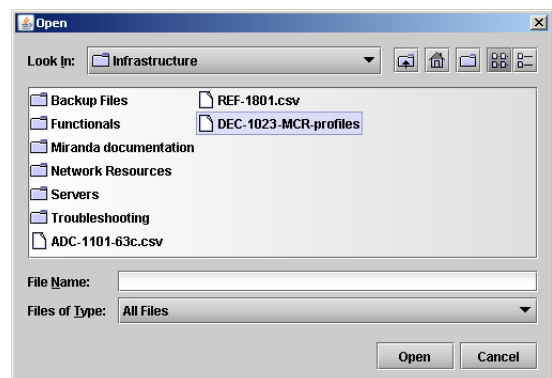 Open
Look In: Infrastructure
Backup Files
Functionals
Miranda documentation
Network Resources
Servers
Troubleshooting
ADC-1101-63c.csv
REF-1801.csv
DEC-1023-MCR-profiles
File Name:
Files of Type: All Files
Open Cancel